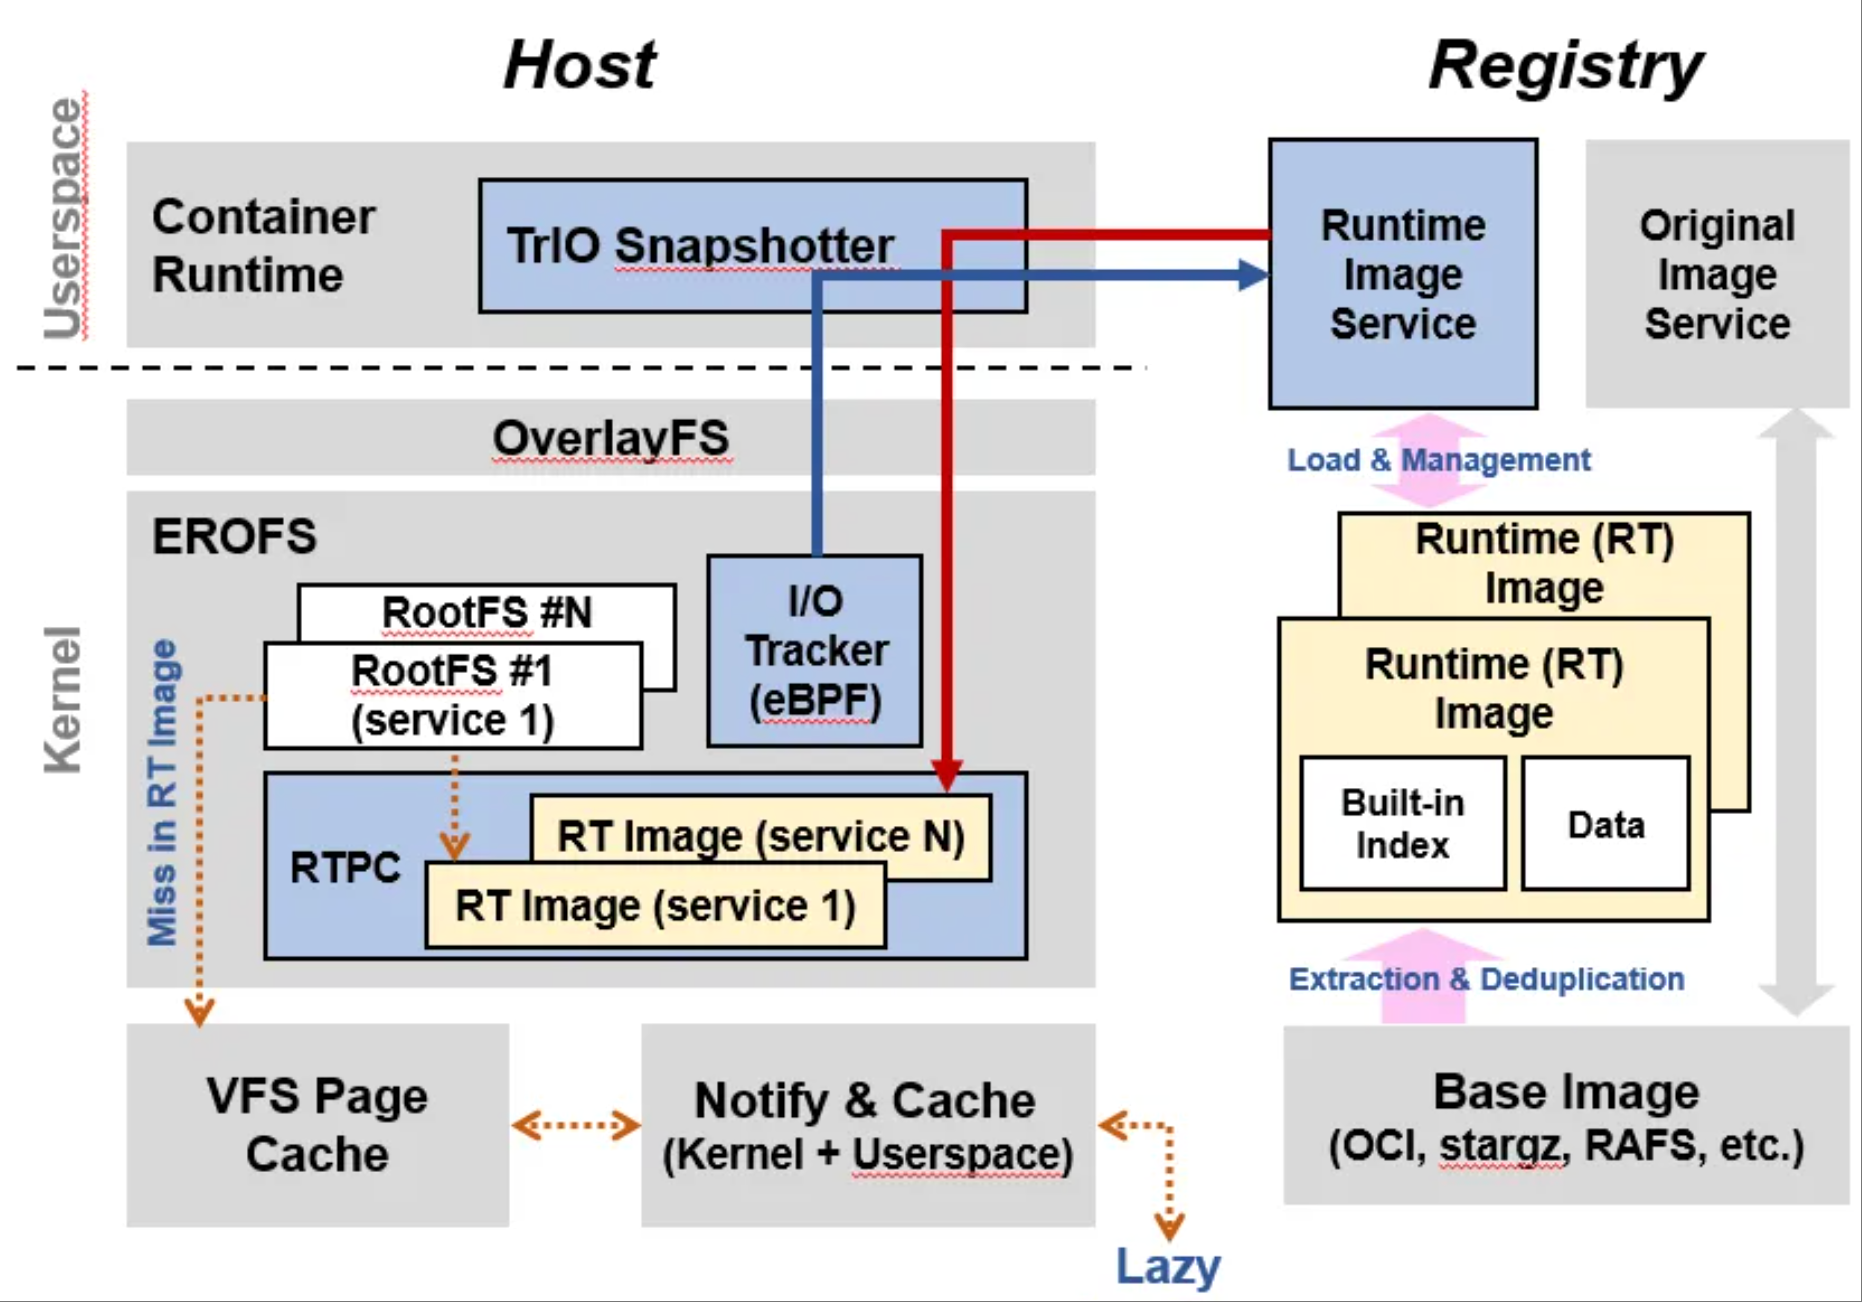 Host
Registry
Userspace
Container
Runtime
TrIO Snapshotter
Runtime
Image
Service
Original
Image
Service
OverlayFS
Load & Management
Kernel
EROFS
RootFS #N
RootFS #1
(service 1)
I/O
Tracker
(eBPF)
Miss in RT Image
RTPC
RT Image (service N)
RT Image (service 1)
Runtime (RT)
Image
Runtime (RT)
Image
Built-in
Index
Data
Extraction & Deduplication
VFS Page
Cache
Notify & Cache
(Kernel + Userspace)
Lazy
Base Image
(OCI, stargz, RAFS, etc.)